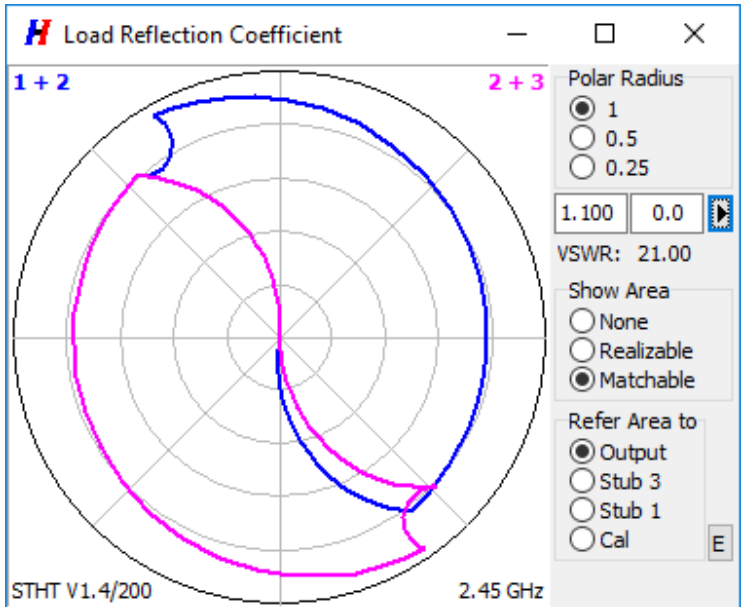 Load Reflection Coefficient
1 + 2
2 + 3
Polar Radius
1
0.5
0.25
1.100 0.0
VSWR: 21.00
Show Area
None
Realizable
Matchable
Refer Area to
Output
Stub 3
Stub 1
Cal
E
STHT V1.4/200
2.45 GHz